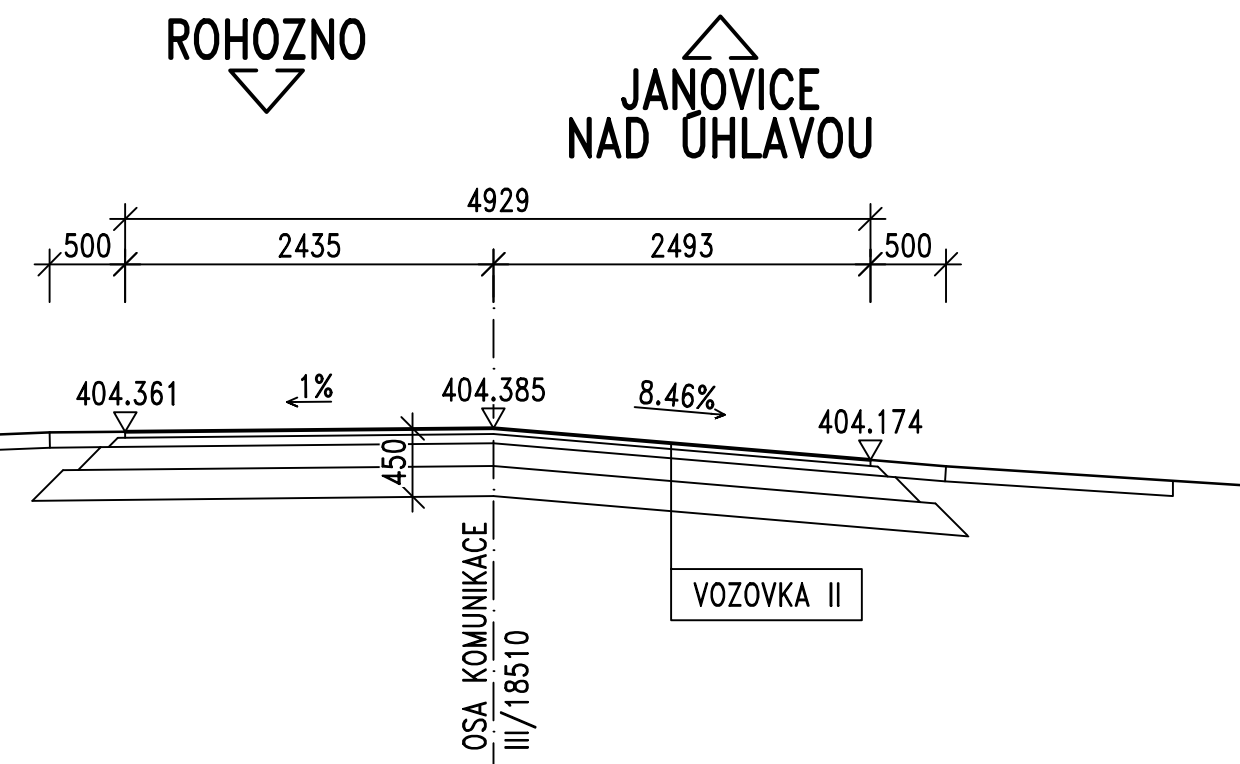 ROHOZNO
JANOVICE
NAD ÚHLAVOU
4929
500
2435
2493
500
404.361
1%
404.385
8.46%
404.174
450
VOZOVKA II
OSA KOMUNIKACE
III/18510